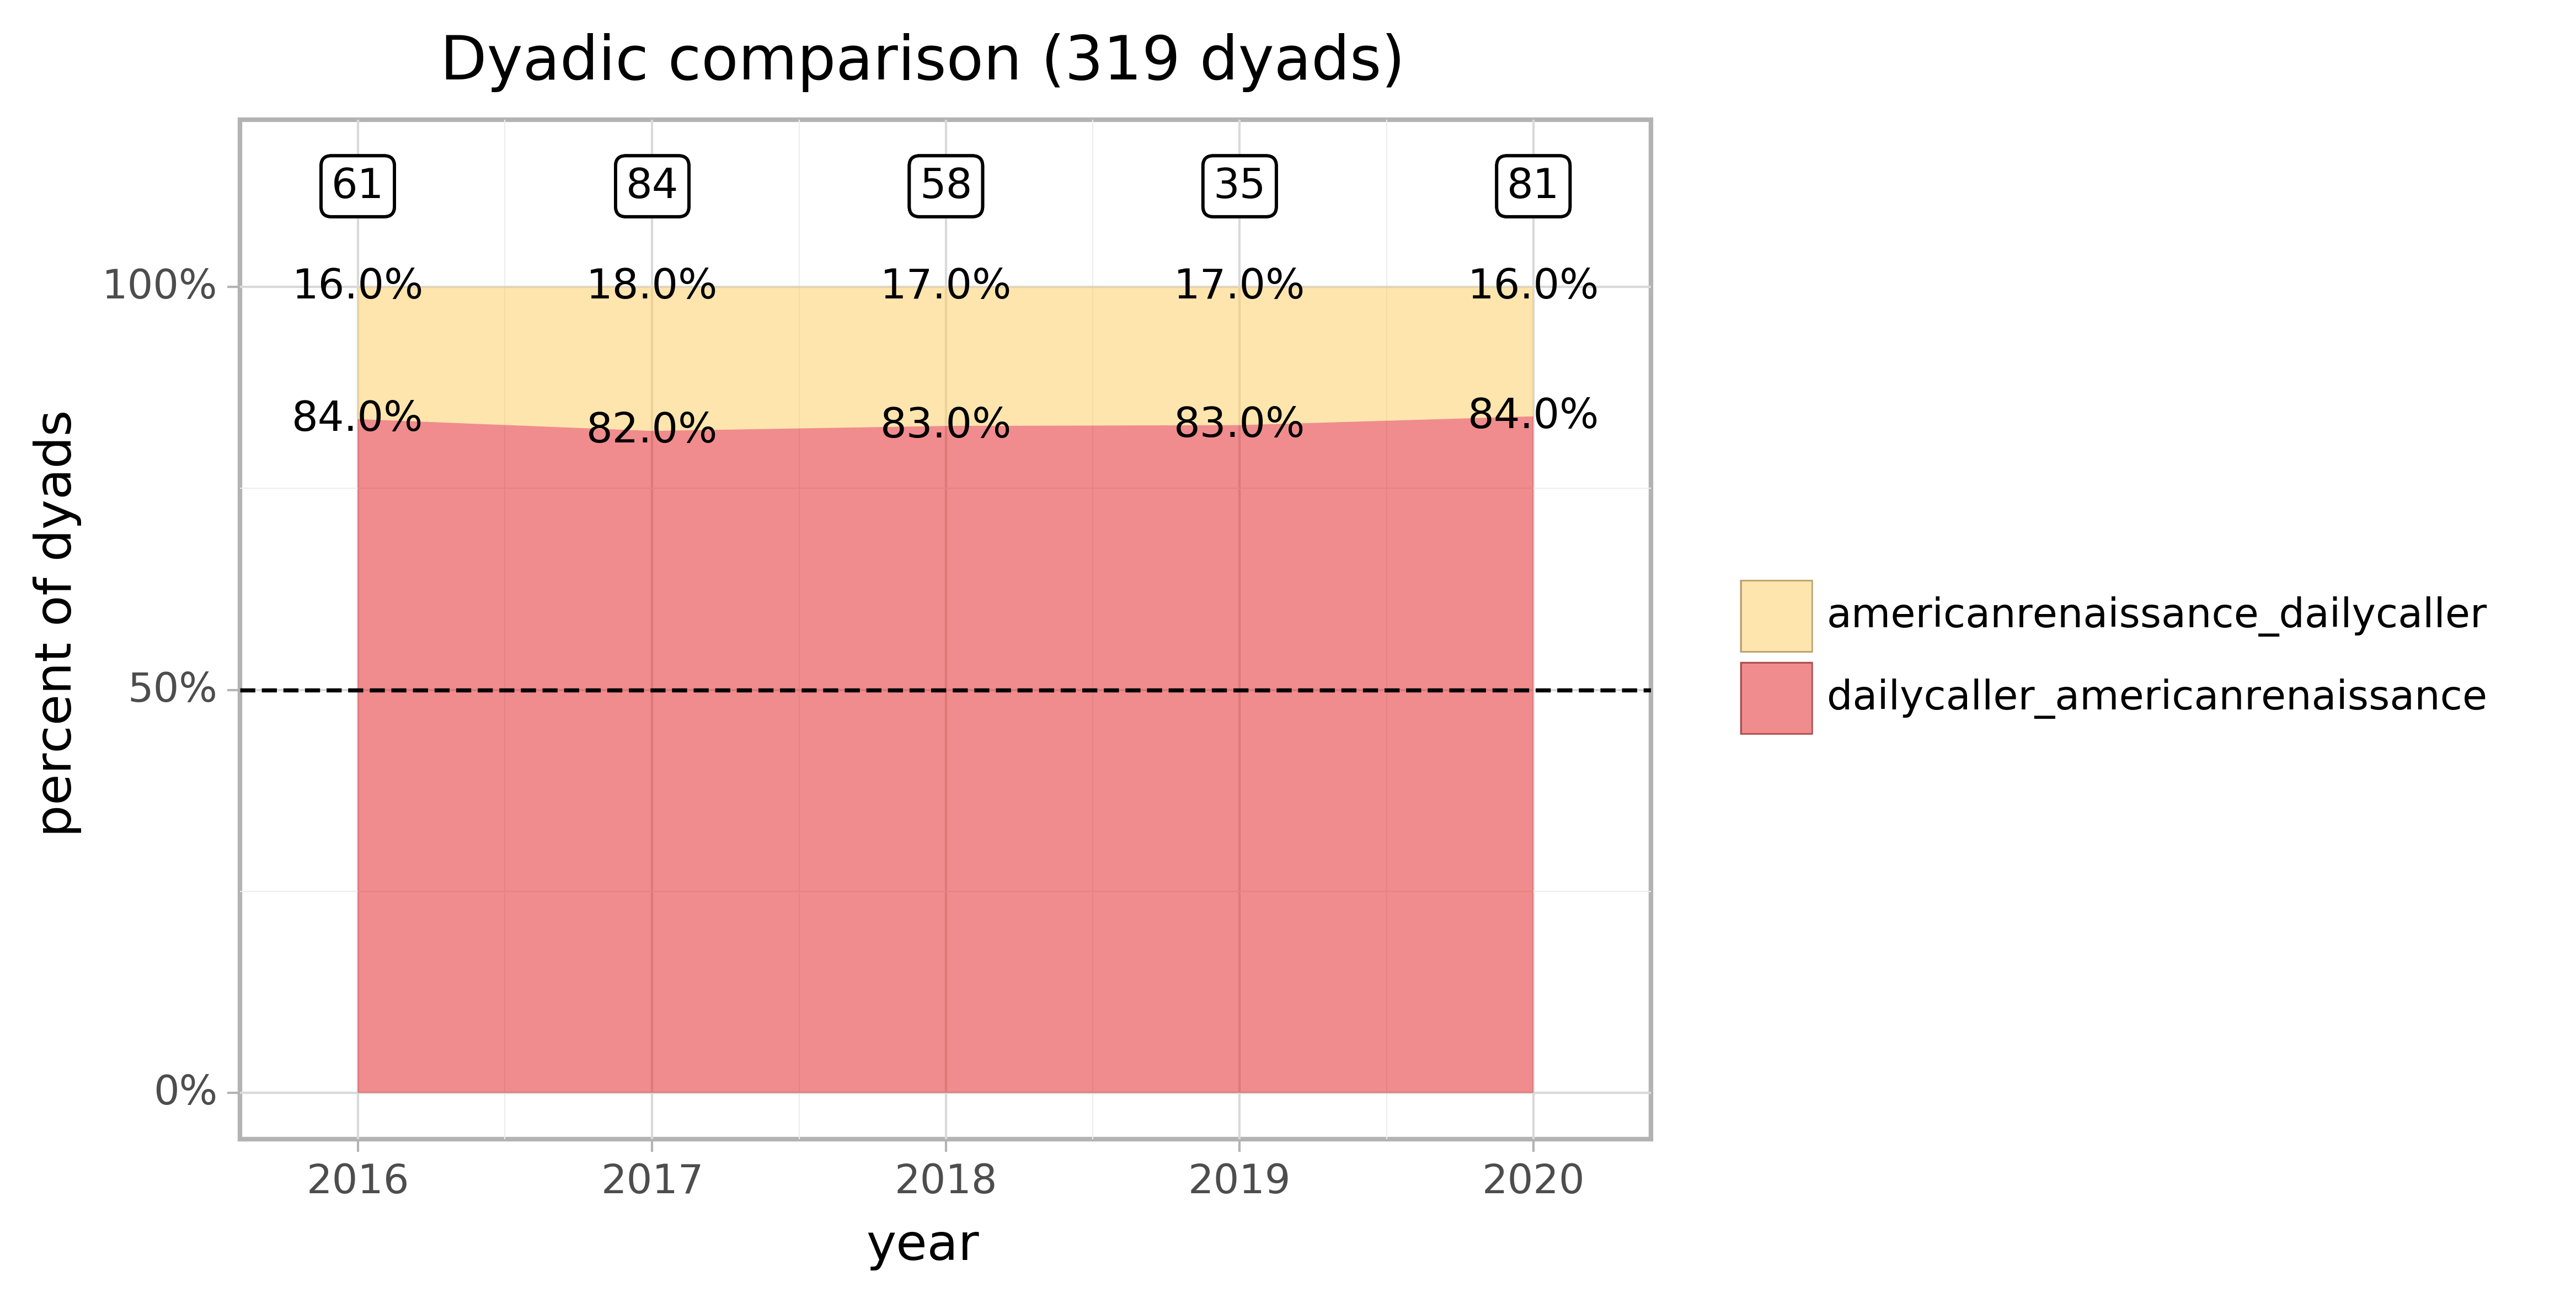 Dyadic comparison (319 dyads)
61 84 58 35 81
100%
16.0% 18.0% 17.0% 17.0% 16.0%
84.0% 82.0% 83.0% 83.0% 84.0%
percent of dyads
americanrenaissance_dailycaller
50%
dailycaller_americanrenaissance
0%
2016 2017 2018 2019 2020
year